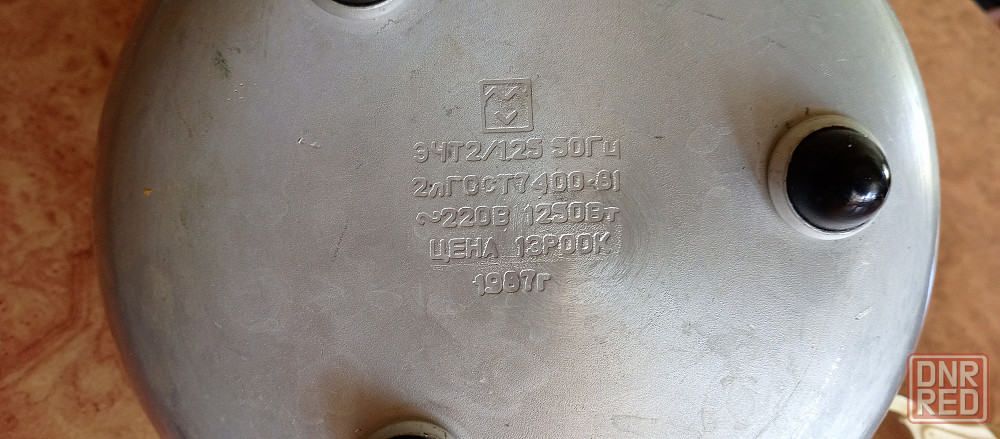 ЭЧТ2/1,25 50Гц
2лГОСТ7400-81
~220В 1250Вт
ЦЕНА 13Р00К
1987г
DNR
RED